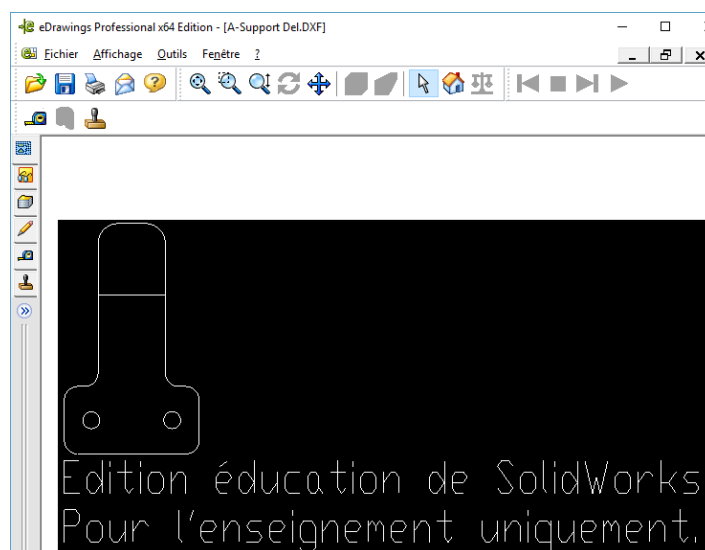 eDrawings Professional x64 Edition - [A-Support Del.DXF]
Fichier Affichage Outils Fenêtre ?
Edition éducation de SolidWorks
Pour l'enseignement uniquement.